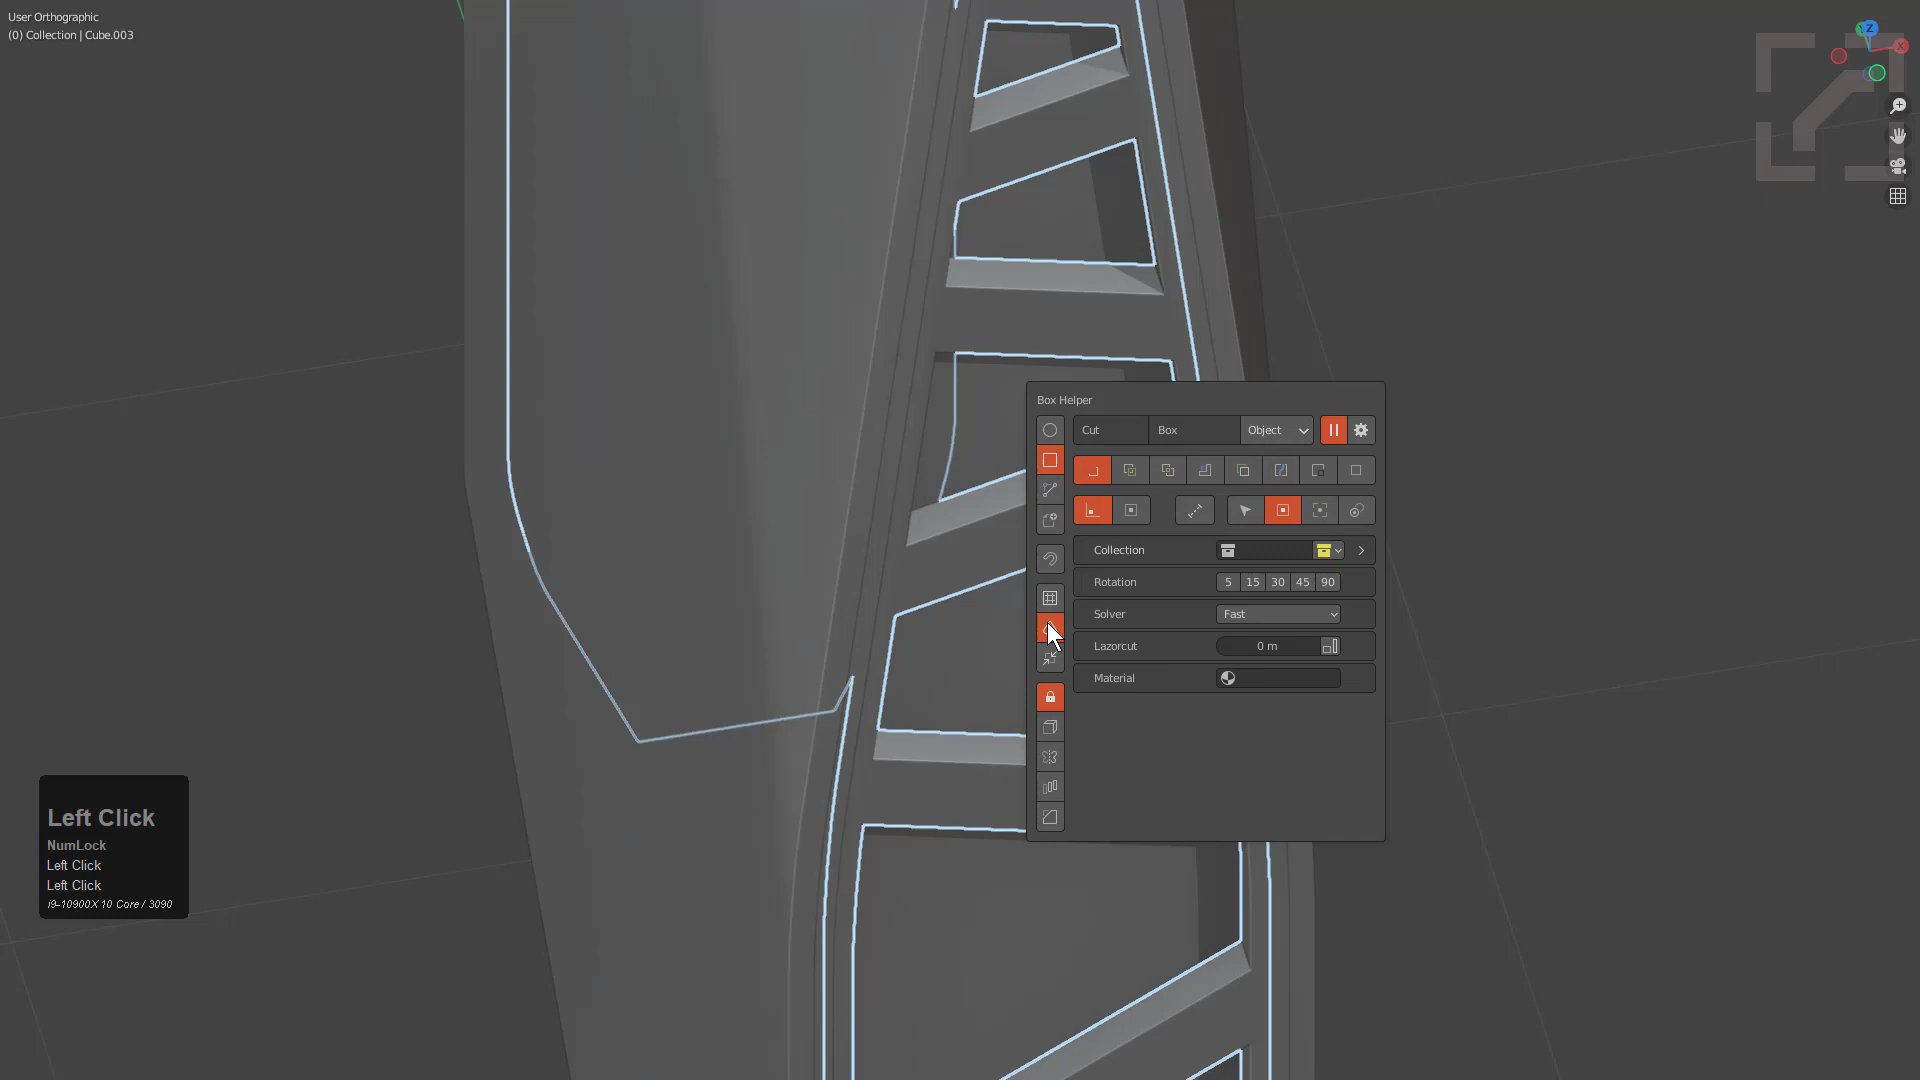 User Orthographic
(0) Collection | Cube.003
Z
X
Box Helper
Cut
Box
Object
Collection
Rotation
5
15
30
45
90
Solver
Fast
Lazorcut
0 m
Material
Left Click
NumLock
Left Click
Left Click
i9-10900X 10 Core / 3090